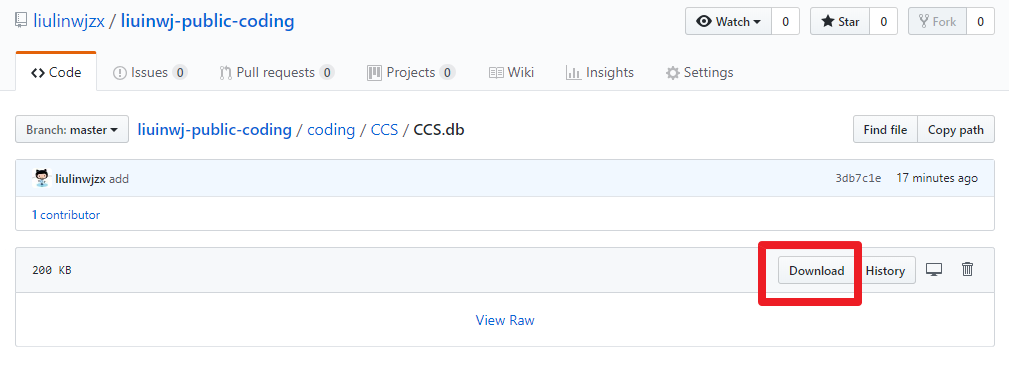 liulinwjzx / liuinwj-public-coding Watch 0 Star 0 Fork 0
Code Issues 0 Pull requests 0 Projects 0 Wiki Insights Settings
Branch: master liuinwj-public-coding / coding / CCS / CCS.db Find file Copy path
liulinwjzx add 3db7c1e 17 minutes ago
1 contributor
200 KB Download History
View Raw